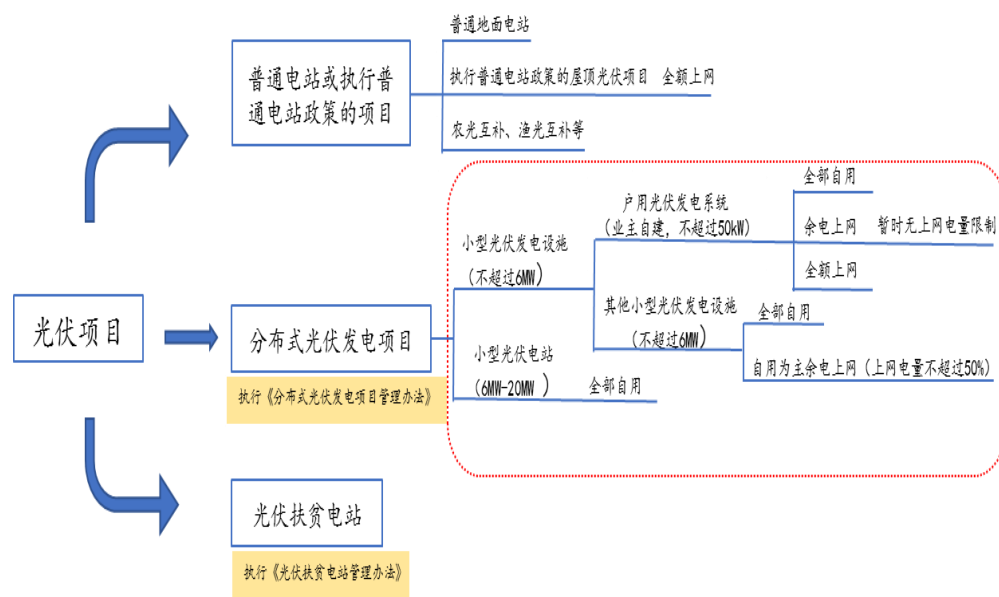 普通地面电站
普通电站或执行普
通电站政策的项目
执行普通电站政策的屋顶光伏项目 全额上网
农光互补、渔光互补等
光伏项目
分布式光伏发电项目
执行《分布式光伏发电项目管理办法》
小型光伏发电设施
（不超过6MW）
户用光伏发电系统
（业主自建，不超过50kW）
全部自用
余电上网 暂时无上网电量限制
全额上网
其他小型光伏发电设施
（不超过6MW）
全部自用
自用为主余电上网（上网电量不超过50%）
小型光伏电站
（6MW-20MW ） 全部自用
光伏扶贫电站
执行《光伏扶贫电站管理办法》